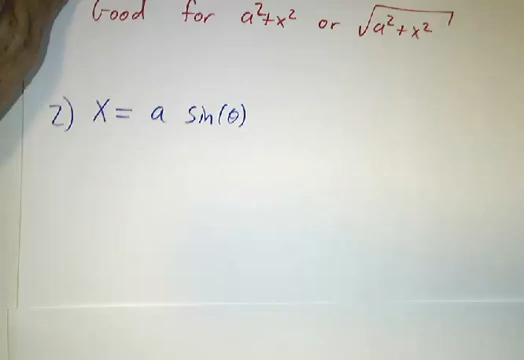 Good for a²+x² or √a²+x²
2) X = a sin(θ)